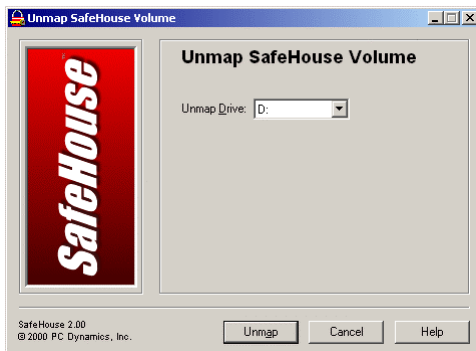 Unmap SafeHouse Volume
SafeHouse
Unmap SafeHouse Volume
Unmap Drive: D:
SafeHouse 2.00
© 2000 PC Dynamics, Inc.
Unmap Cancel Help